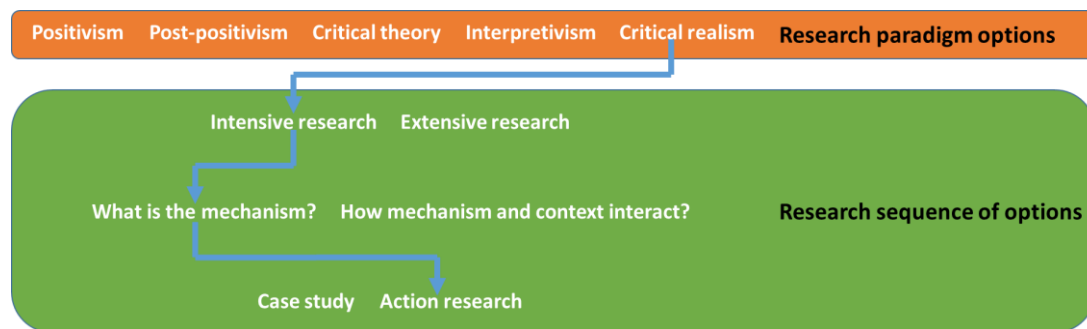 Positivism Post-positivism Critical theory Interpretivism Critical realism Research paradigm options
Intensive research Extensive research
What is the mechanism? How mechanism and context interact? Research sequence of options
Case study Action research